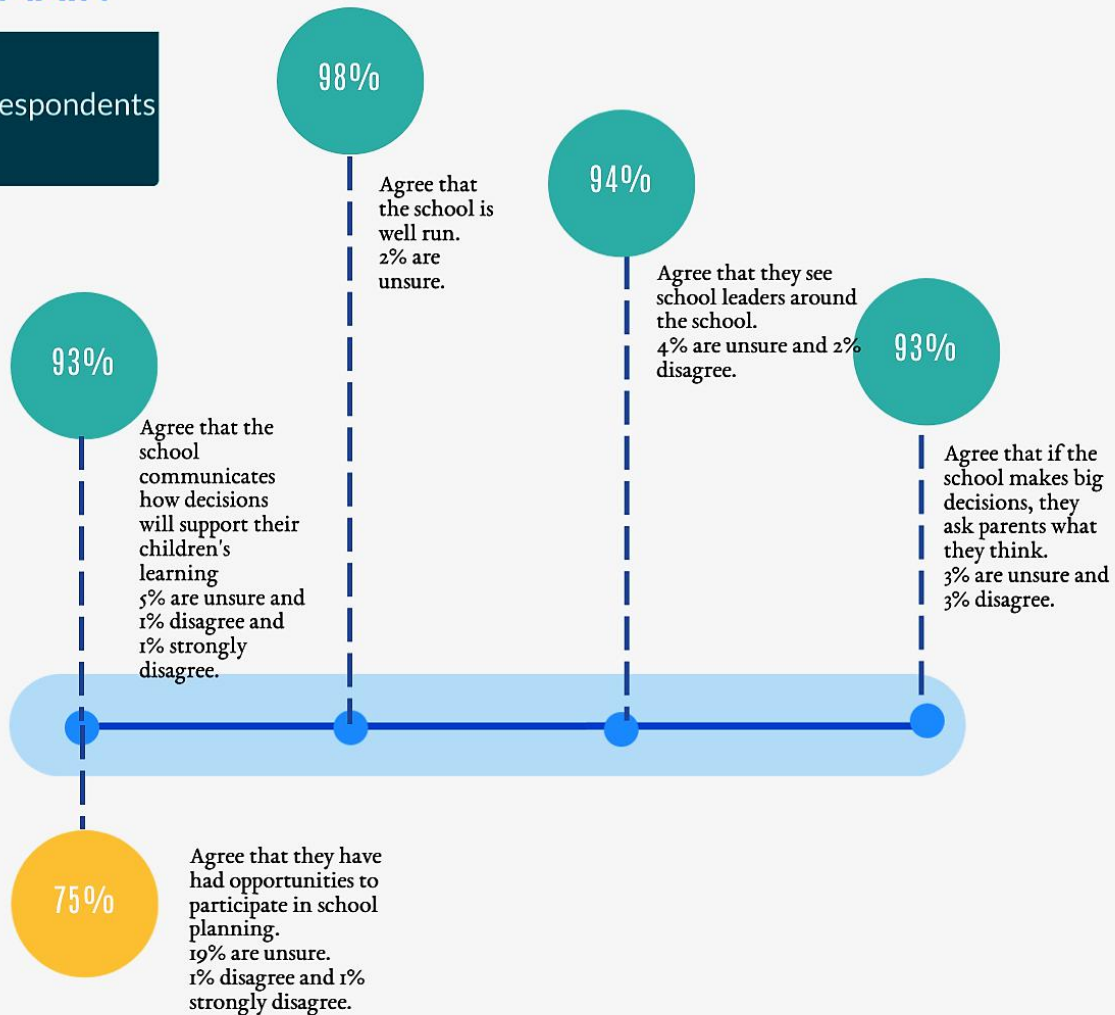 espondents
98%
Agree that
the school is
well run.
2% are
unsure.
94%
Agree that they see
school leaders around
the school.
4% are unsure and 2%
disagree.
93%
Agree that the
school
communicates
how decisions
will support their
children's
learning
5% are unsure and
1% disagree and
1% strongly
disagree.
93%
Agree that if the
school makes big
decisions, they
ask parents what
they think.
3% are unsure and
3% disagree.
75%
Agree that they have
had opportunities to
participate in school
planning.
19% are unsure.
1% disagree and 1%
strongly disagree.